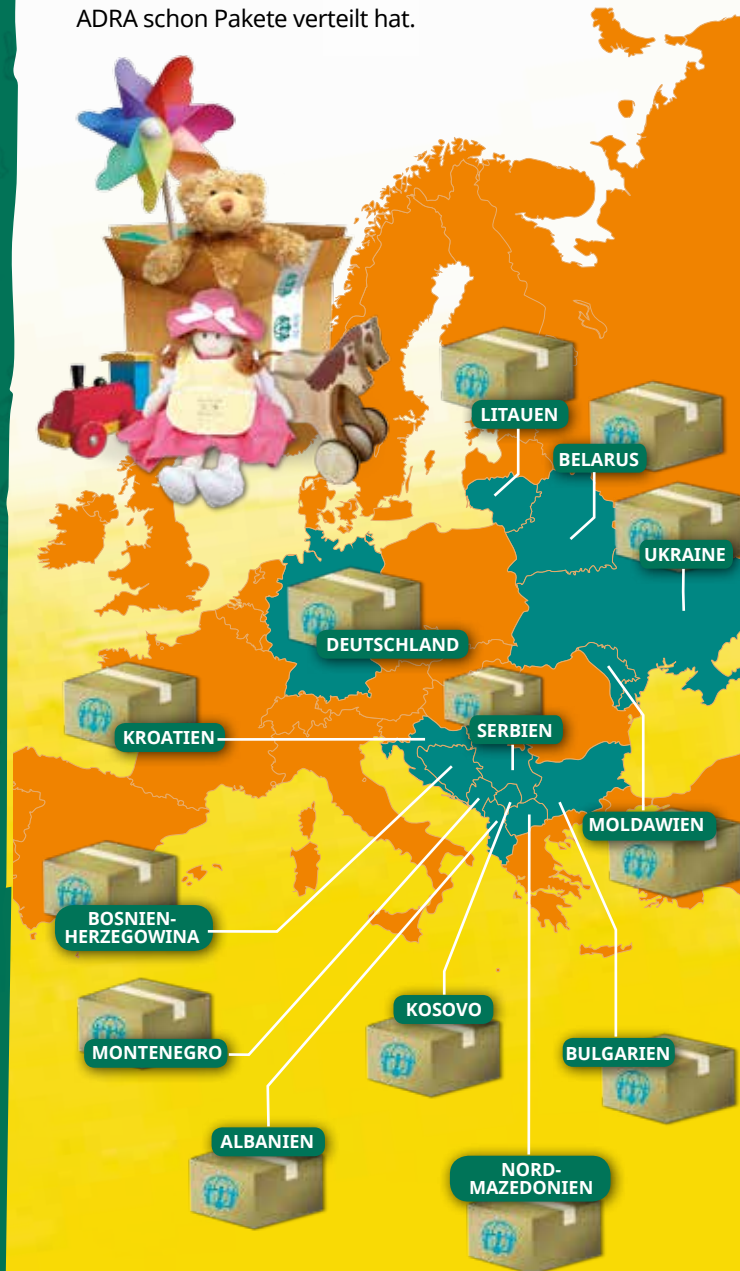 ADRA schon Pakete verteilt hat.
LITAUEN
BELARUS
UKRAINE
DEUTSCHLAND
KROATIEN
SERBIEN
MOLDAWIEN
BOSNIEN-
HERZEGOWINA
KOSOVO
MONTENEGRO
BULGARIEN
ALBANIEN
NORD-
MAZEDONIEN